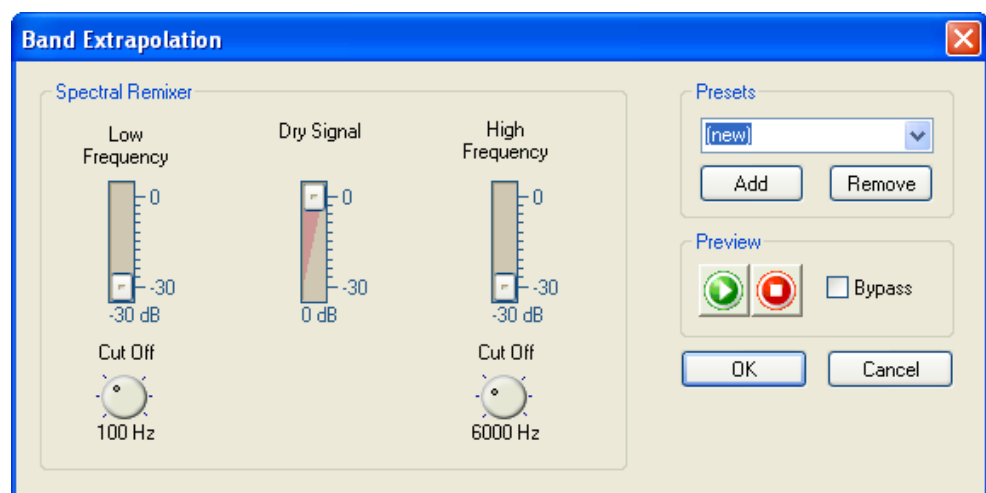 Band Extrapolation
Spectral Remixer
Low
Frequency
0
-30
-30 dB
Cut Off
100 Hz
Dry Signal
0
-30
0 dB
High
Frequency
0
-30
-30 dB
Cut Off
6000 Hz
Presets
(new)
Add
Remove
Preview
Bypass
OK
Cancel